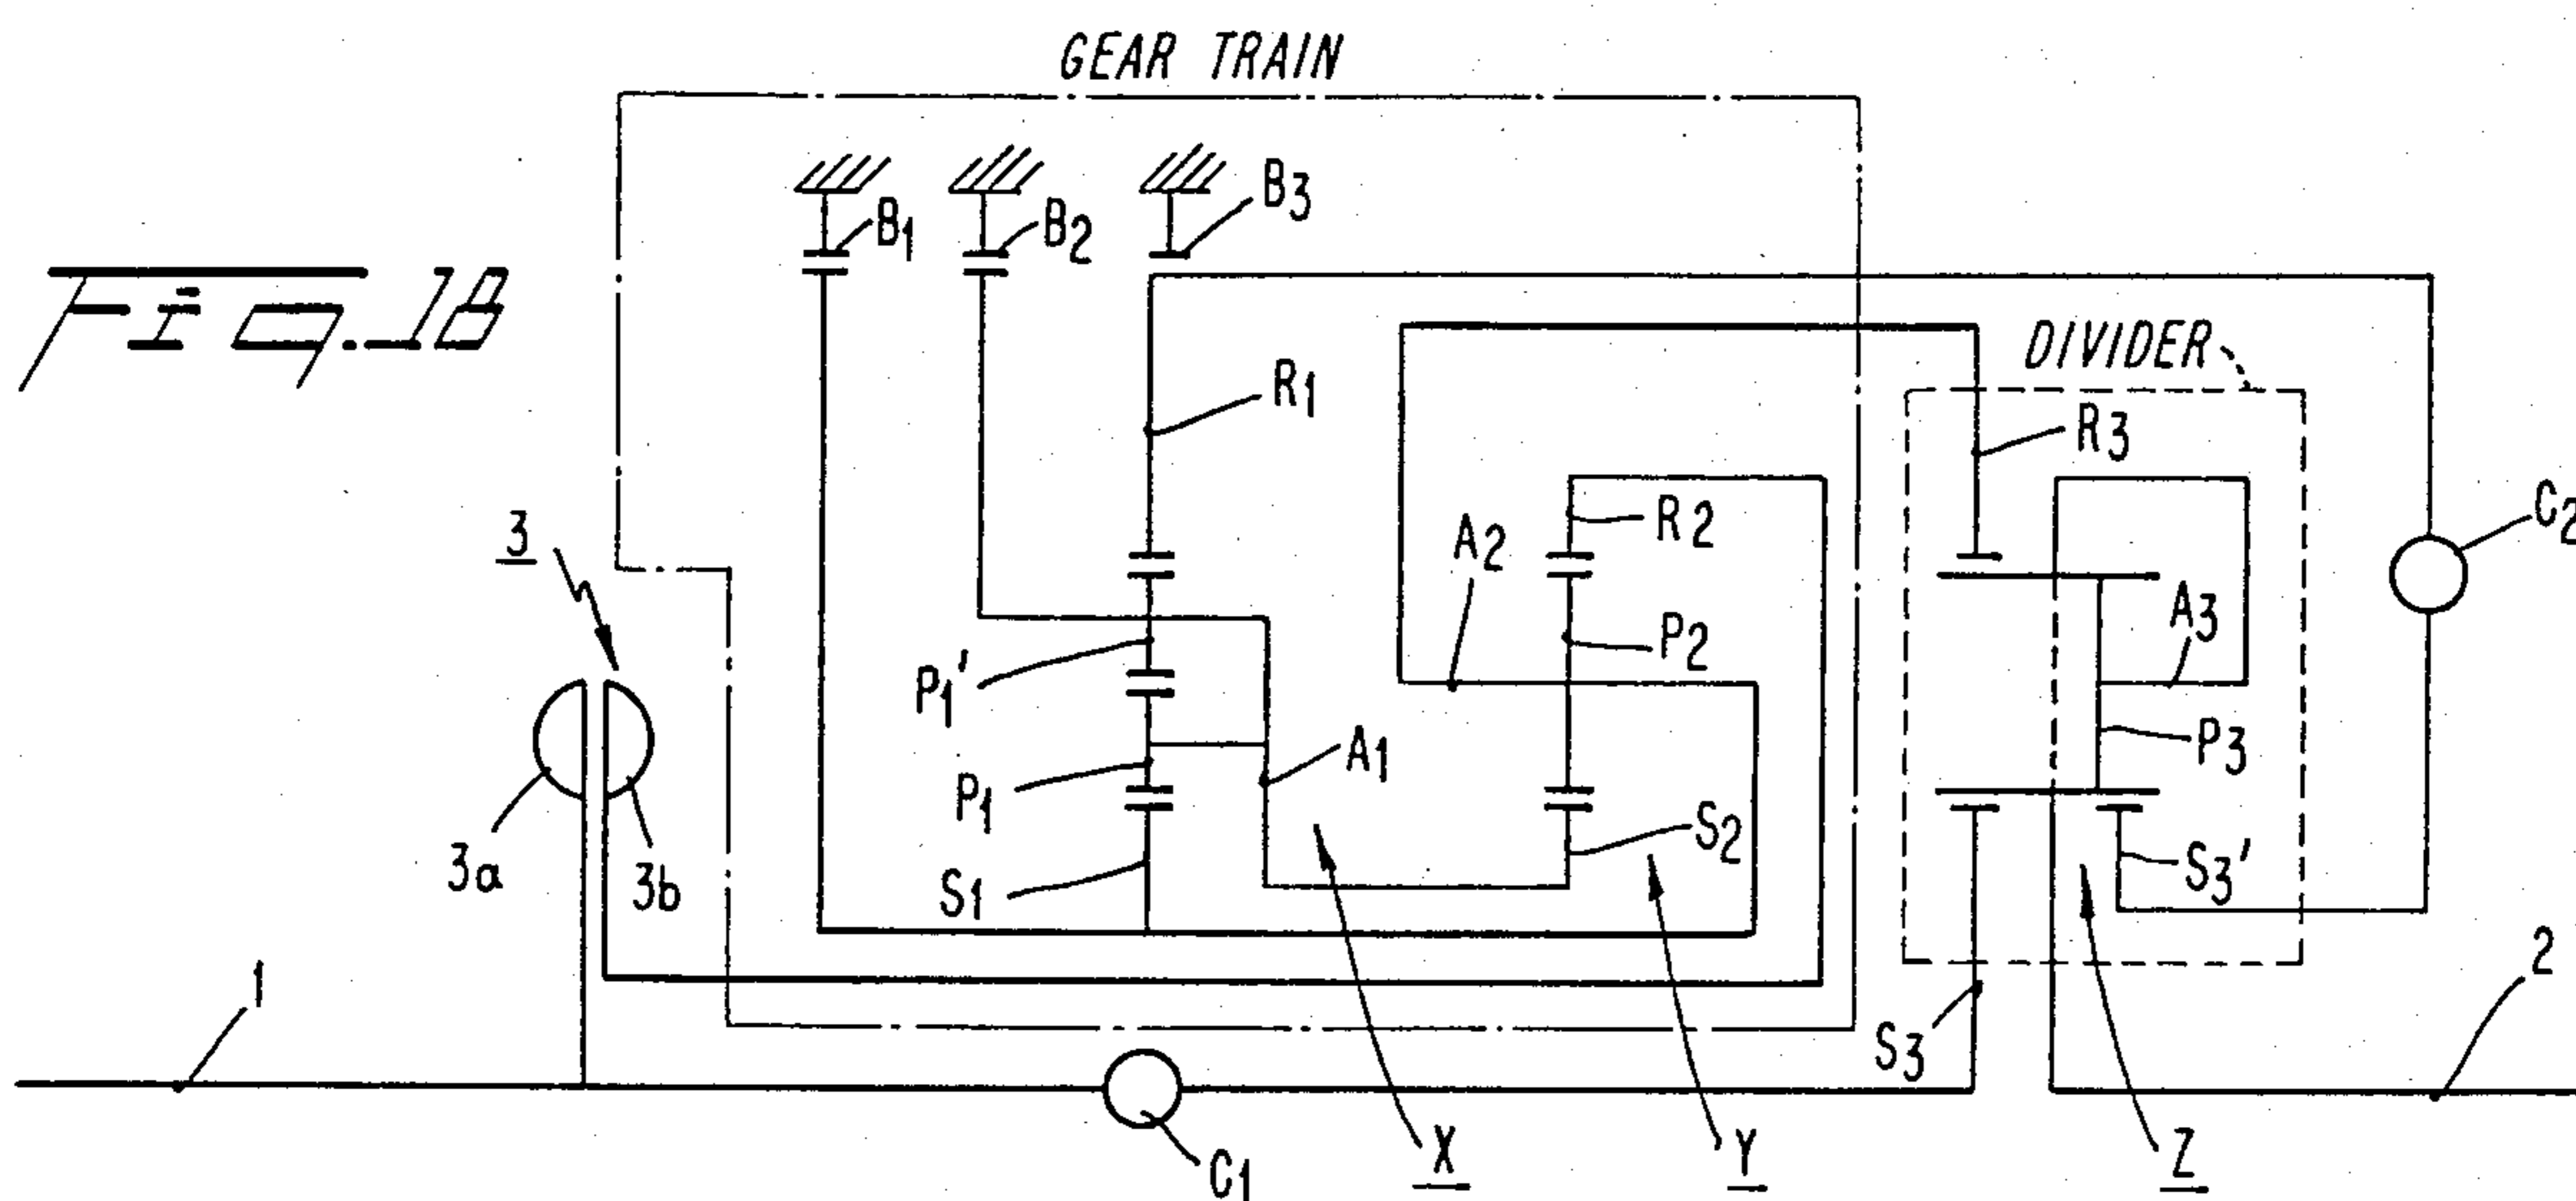 GEAR TRAIN
Fig. 18
B1
B2
B3
DIVIDER
R1
R3
R2
C2
3
A2
A3
P1'
P2
P3
A1
P1
S2
3a
3b
S1
S3'
1
2
S3
C1
X
Y
Z